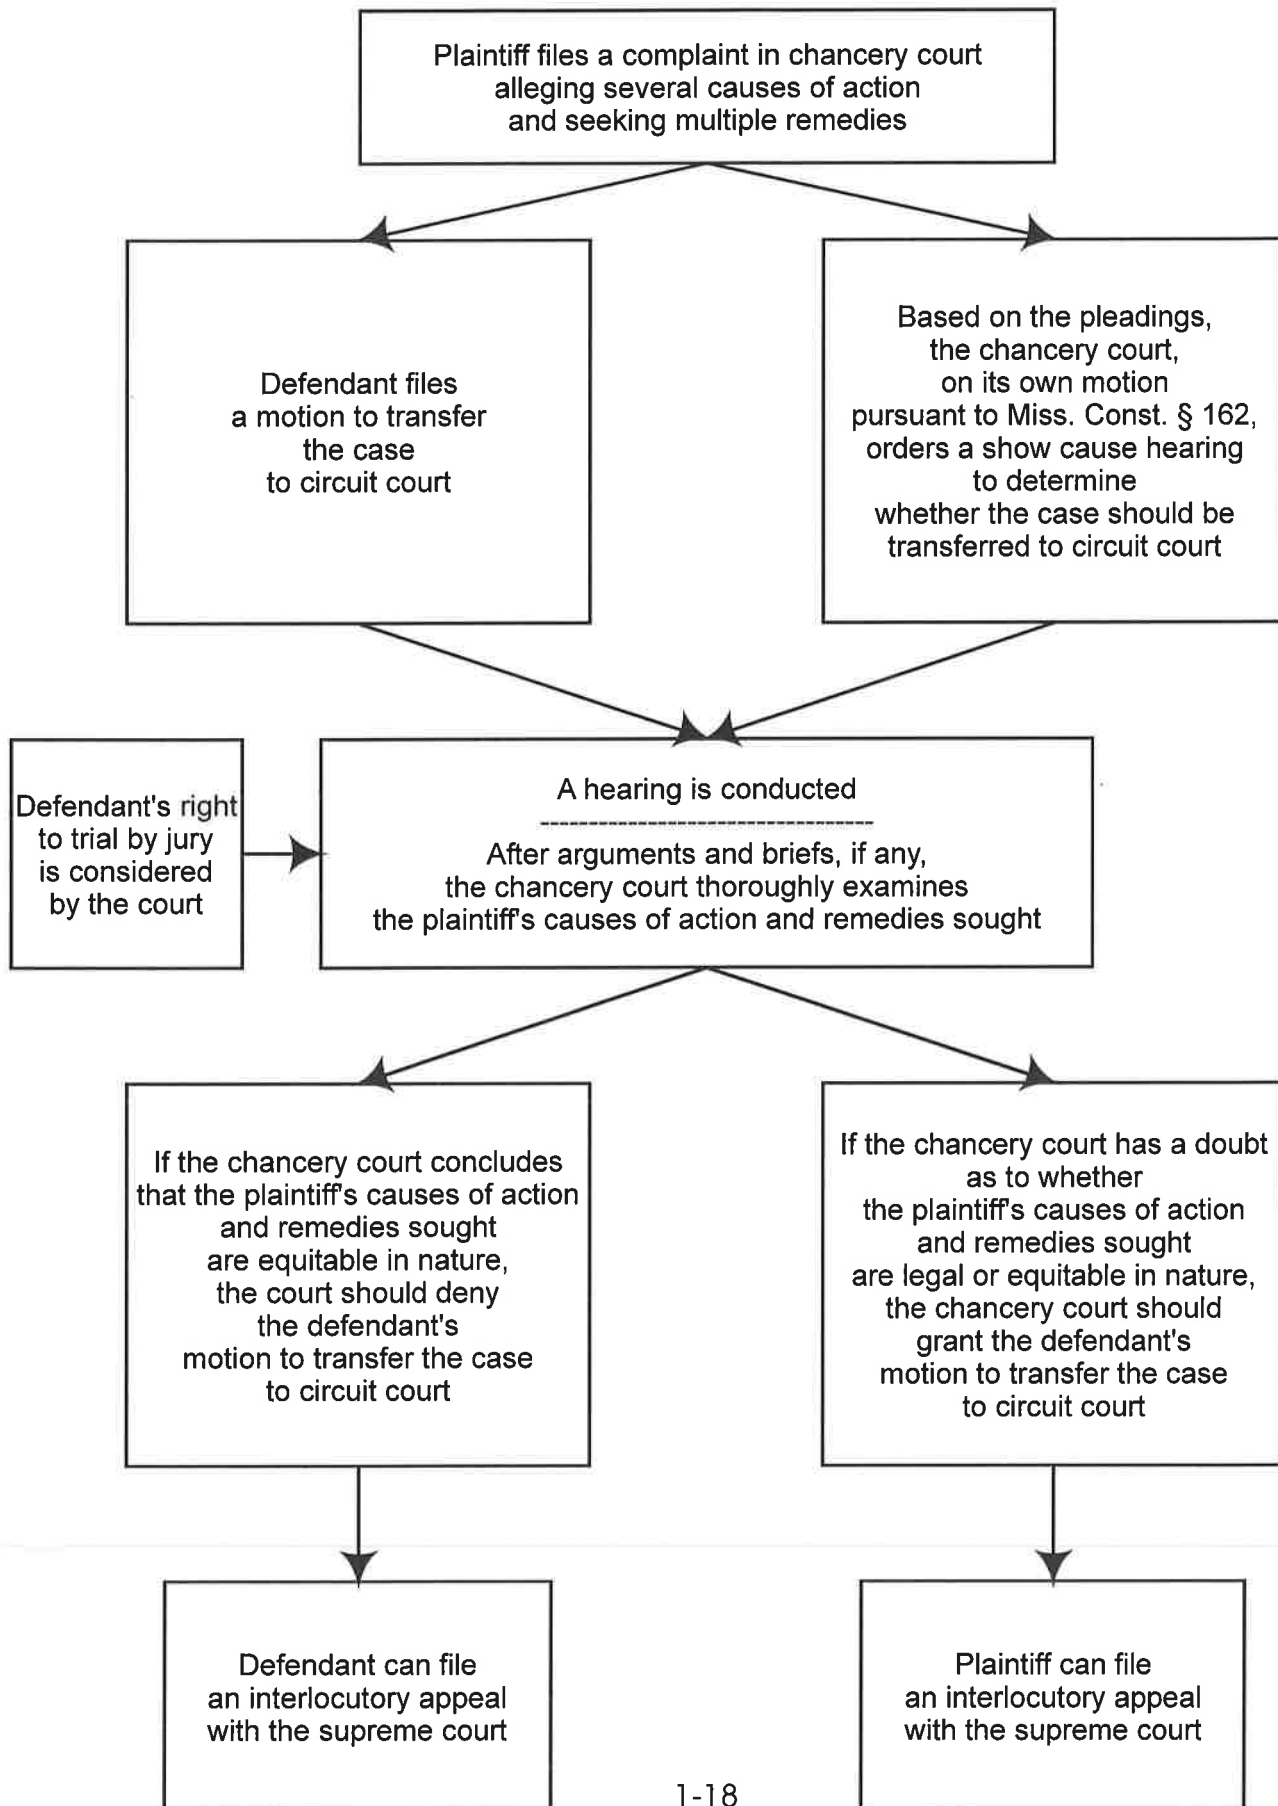 Plaintiff files a complaint in chancery court
alleging several causes of action
and seeking multiple remedies
Defendant files
a motion to transfer
the case
to circuit court
Based on the pleadings,
the chancery court,
on its own motion
pursuant to Miss. Const. § 162,
orders a show cause hearing
to determine
whether the case should be
transferred to circuit court
Defendant's right
to trial by jury
is considered
by the court
A hearing is conducted
--------------------------------
After arguments and briefs, if any,
the chancery court thoroughly examines
the plaintiff's causes of action and remedies sought
If the chancery court concludes
that the plaintiff's causes of action
and remedies sought
are equitable in nature,
the court should deny
the defendant's
motion to transfer the case
to circuit court
If the chancery court has a doubt
as to whether
the plaintiff's causes of action
and remedies sought
are legal or equitable in nature,
the chancery court should
grant the defendant's
motion to transfer the case
to circuit court
Defendant can file
an interlocutory appeal
with the supreme court
Plaintiff can file
an interlocutory appeal
with the supreme court
1-18